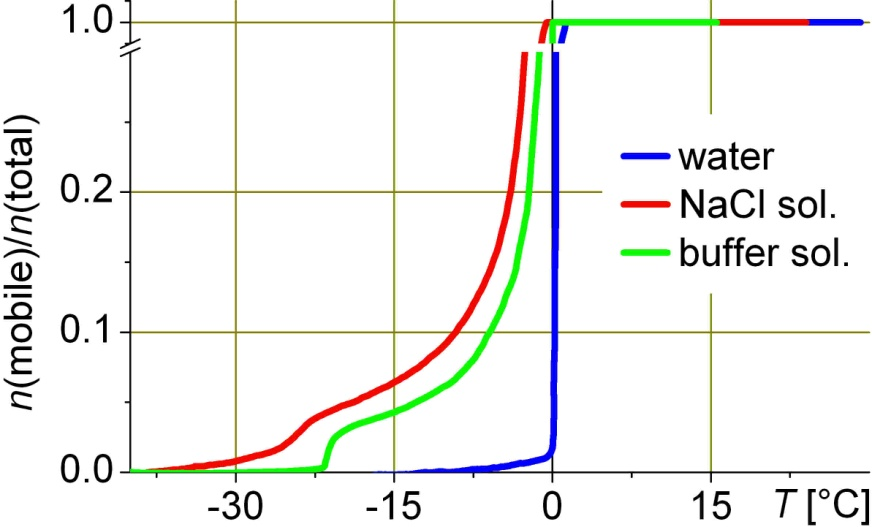 n(mobile)/n(total)
1.0
0.2
0.1
0.0
water
NaCl sol.
buffer sol.
-30 -15 0 15 T [°C]